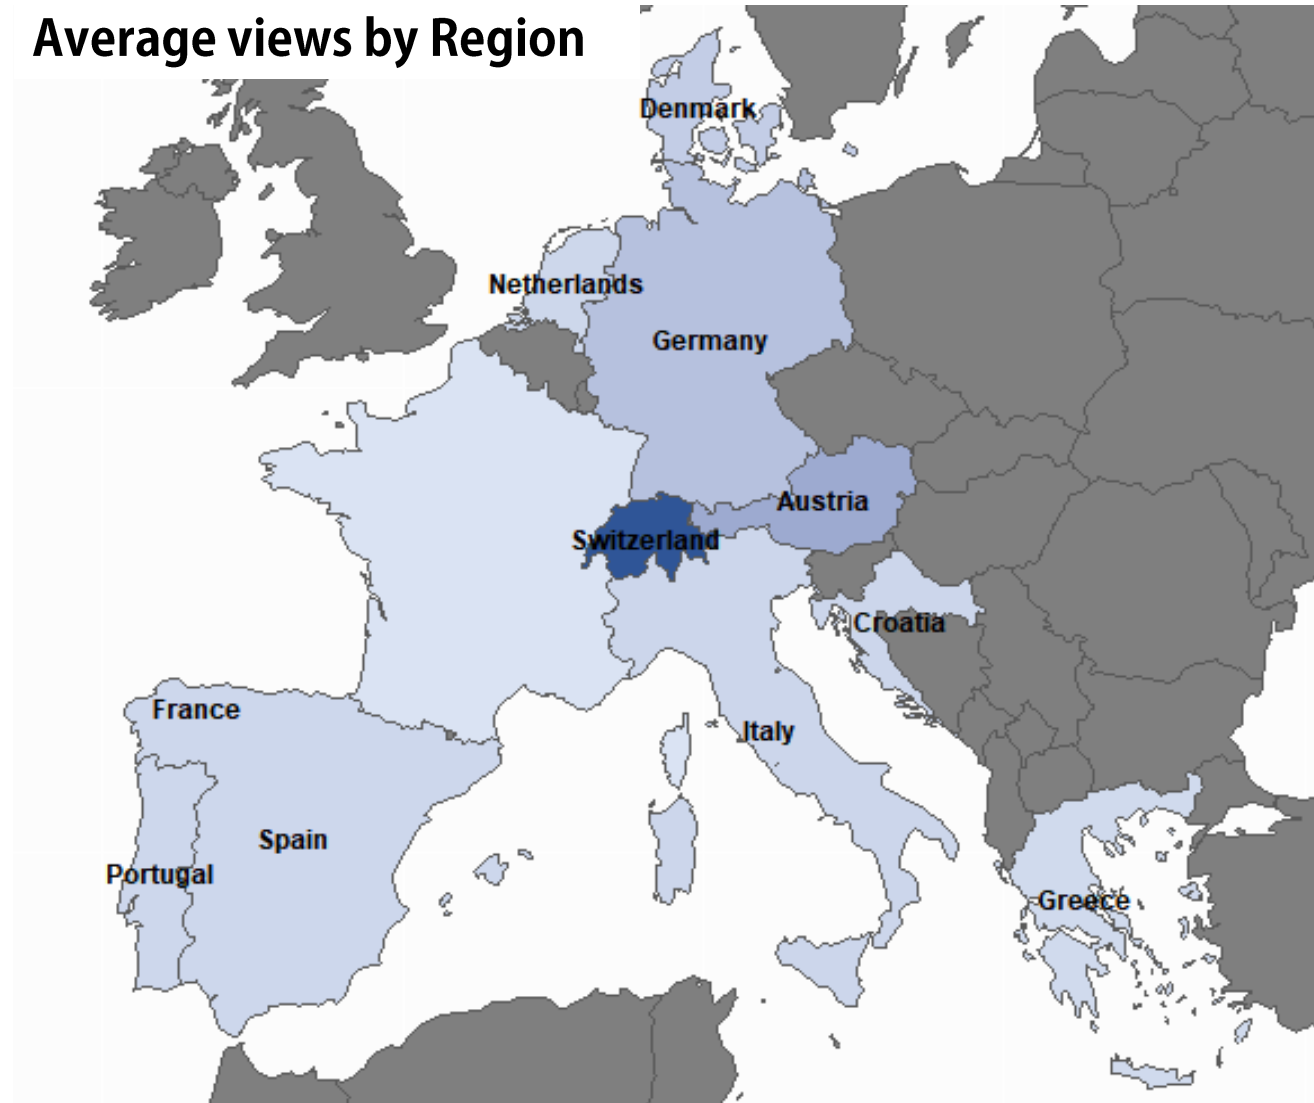 Average views by Region
Denmark
Netherlands
Germany
Austria
Switzerland
Croatia
France
Italy
Spain
Portugal
Greece